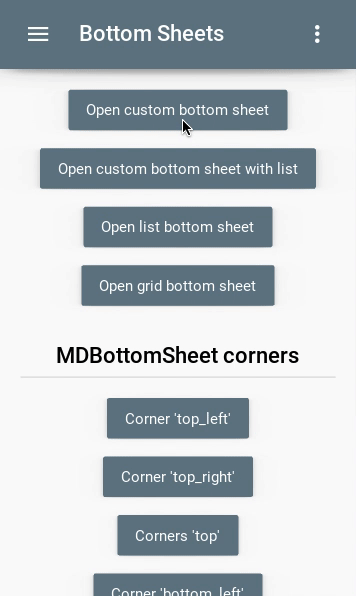 Bottom Sheets
Open custom bottom sheet
Open custom bottom sheet with list
Open list bottom sheet
Open grid bottom sheet
MDBottomSheet corners
Corner 'top_left'
Corner 'top_right'
Corners 'top'
Corner 'bottom_left'